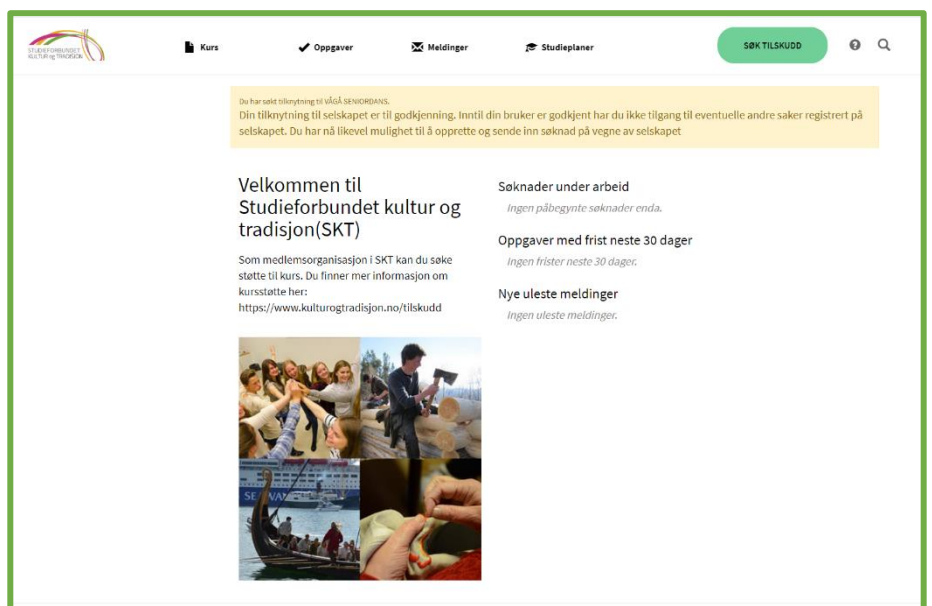 STUDIEFORBUNDET
KULTUR og TRADISJON
Kurs
Oppgaver
Meldinger
Studieplaner
SØK TILSKUDD
Du har søkt tilknytning til VÅGÅ SENIORDANS.
Din tilknytning til selskapet er til godkjenning. Inntil din bruker er godkjent har du ikke tilgang til eventuelle andre saker registrert på
selskapet. Du har nå likevel mulighet til å opprette og sende inn søknad på vegne av selskapet
Velkommen til
Studieforbundet kultur og
tradisjon(SKT)
Som medlemsorganisasjon i SKT kan du søke
støtte til kurs. Du finner mer informasjon om
kursstøtte her:
https://www.kulturogtradisjon.no/tilskudd
Søknader under arbeid
Ingen påbegynte søknader enda.
Oppgaver med frist neste 30 dager
Ingen frister neste 30 dager.
Nye uleste meldinger
Ingen uleste meldinger.